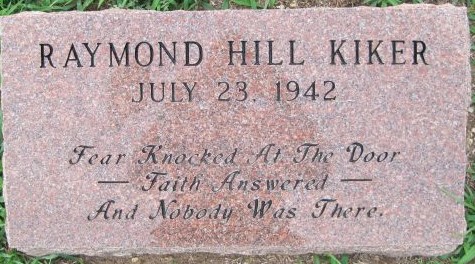 RAYMOND HILL KIKER
JULY 23, 1942
Fear Knocked At The Door
— Faith Answered —
And Nobody Was There.